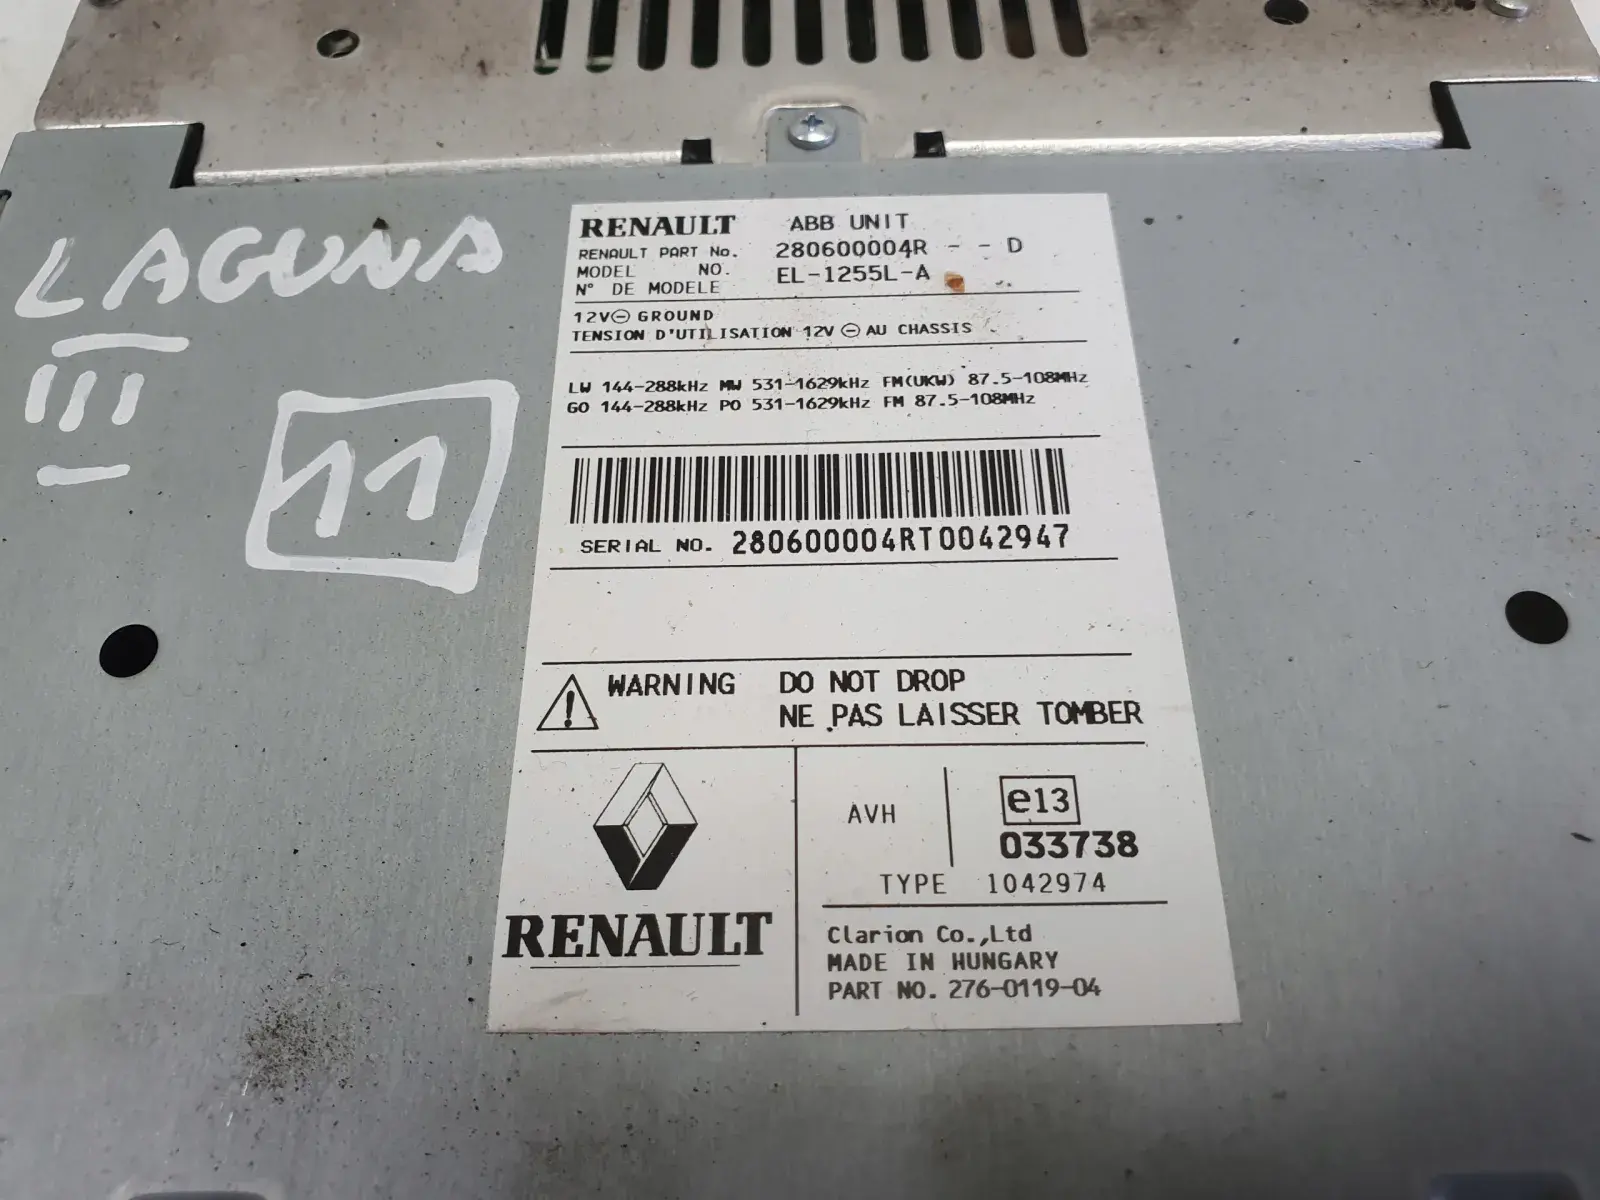 LAGUNA
III
11
RENAULT ABB UNIT
RENAULT PART No. 280600004R - - D
MODEL NO. EL-1255L-A
N° DE MODELE
12V⊖ GROUND
TENSION D'UTILISATION 12V ⊖ AU CHASSIS
LW 144-288kHz MW 531-1629kHz FM(UKW) 87.5-108MHz
GO 144-288kHz PO 531-1629kHz FM 87.5-108MHz
SERIAL NO. 280600004RT0042947
WARNING DO NOT DROP
NE PAS LAISSER TOMBER
AVH e13
033738
TYPE 1042974
RENAULT
Clarion Co.,Ltd
MADE IN HUNGARY
PART NO. 276-0119-04